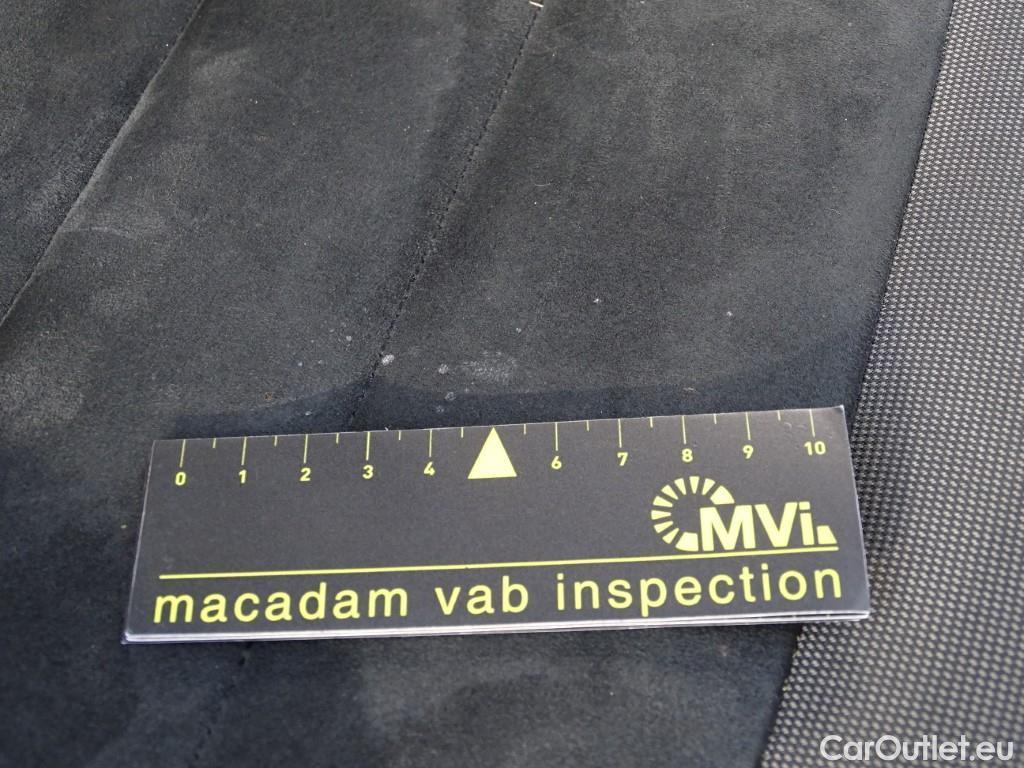 0 1 2 3 4 6 7 8 9 10
MVi
macadam vab inspection
CarOutlet.eu